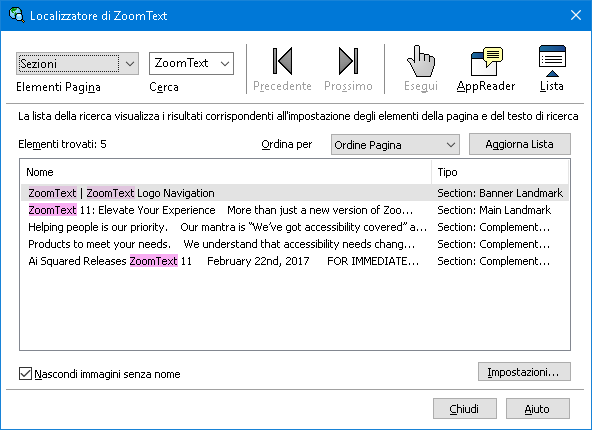 Localizzatore di ZoomText
Sezioni
ZoomText
Elementi Pagina
Cerca
Precedente
Prossimo
Esegui
AppReader
Lista
La lista della ricerca visualizza i risultati corrispondenti all'impostazione degli elementi della pagina e del testo di ricerca
Elementi trovati: 5
Ordina per
Ordine Pagina
Aggiorna Lista
Nome
Tipo
ZoomText | ZoomText Logo Navigation
Section: Banner Landmark
ZoomText 11: Elevate Your Experience More than just a new version of Zoo...
Section: Main Landmark
Helping people is our priority. Our mantra is “We’ve got accessibility covered” a...
Section: Complement...
Products to meet your needs. We understand that accessibility needs chang...
Section: Complement...
Ai Squared Releases ZoomText 11 February 22nd, 2017 FOR IMMEDIATE...
Section: Complement...
Nascondi immagini senza nome
Impostazioni...
Chiudi
Aiuto